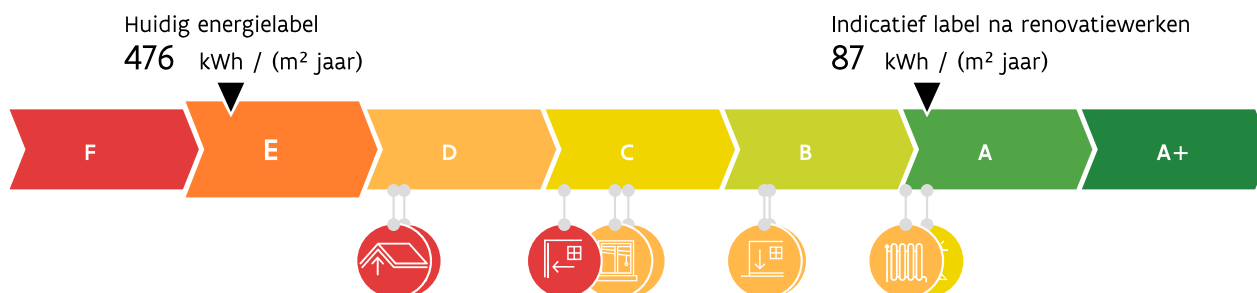 Huidig energielabel
476 kWh / (m² jaar)
Indicatief label na renovatiewerken
87 kWh / (m² jaar)
F E D C B A A+